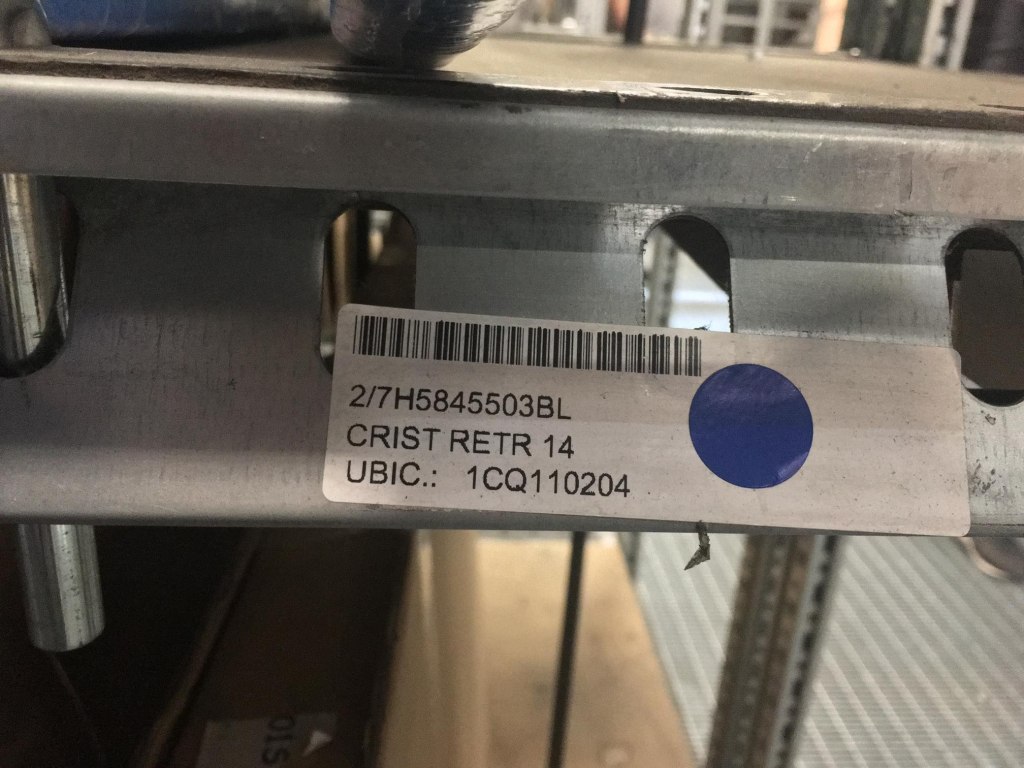 2/7H5845503BL
CRIST RETR 14
UBIC.: 1CQ110204